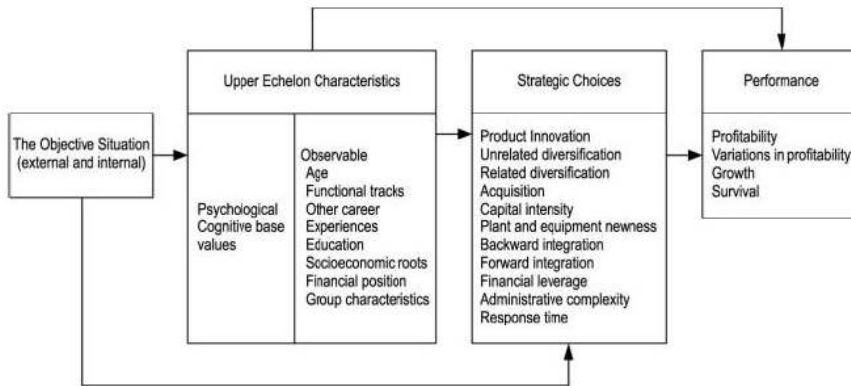 The Objective Situation
(external and internal)
Upper Echelon Characteristics
Psychological
Cognitive base
values
Observable
Age
Functional tracks
Other career
Experiences
Education
Socioeconomic roots
Financial position
Group characteristics
Strategic Choices
Product Innovation
Unrelated diversification
Related diversification
Acquisition
Capital intensity
Plant and equipment newness
Backward integration
Forward integration
Financial leverage
Administrative complexity
Response time
Performance
Profitability
Variations in profitability
Growth
Survival